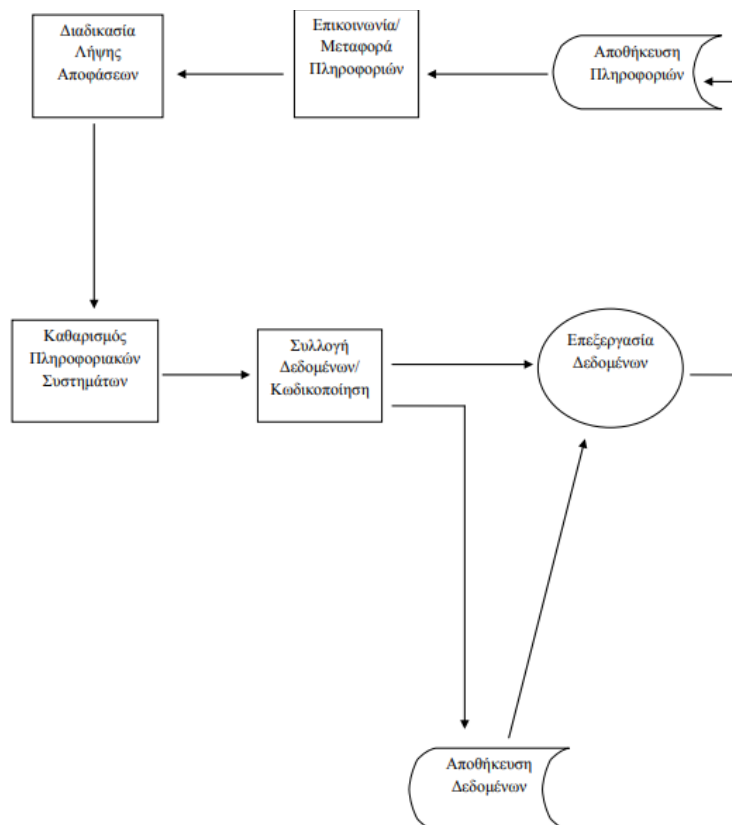 Διαδικασία
Λήψης
Αποφάσεων
Επικοινωνία/
Μεταφορά
Πληροφοριών
Αποθήκευση
Πληροφοριών
Καθαρισμός
Πληροφοριακών
Συστημάτων
Συλλογή
Δεδομένων/
Κωδικοποίηση
Επεξεργασία
Δεδομένων
Αποθήκευση
Δεδομένων